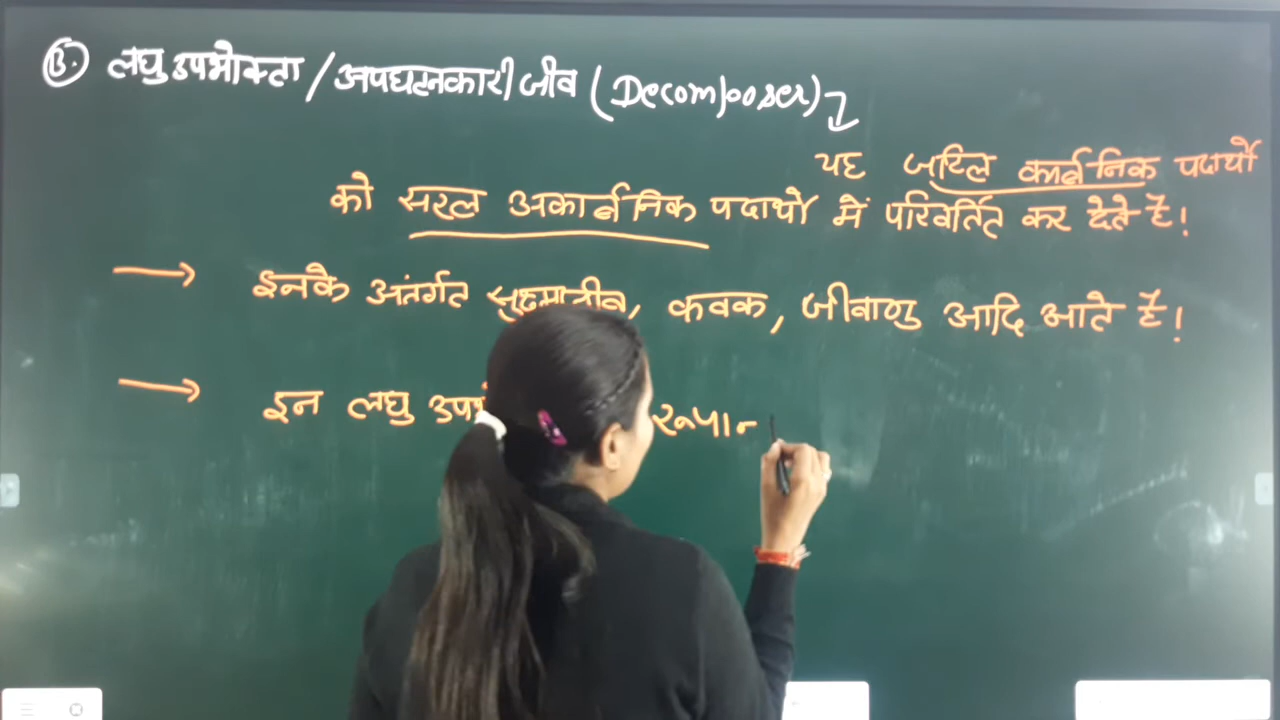 B. लघु उपभोक्ता / अपघटनकारी जीव (Decomposer)
यह जटिल कार्बनिक पदार्थो
को सरल अकार्बनिक पदार्थो में परिवर्तित कर देते है!
→ इनके अंतर्गत सुक्ष्मजीव, कवक, जीवाणु आदि आते है!
→ इन लघु